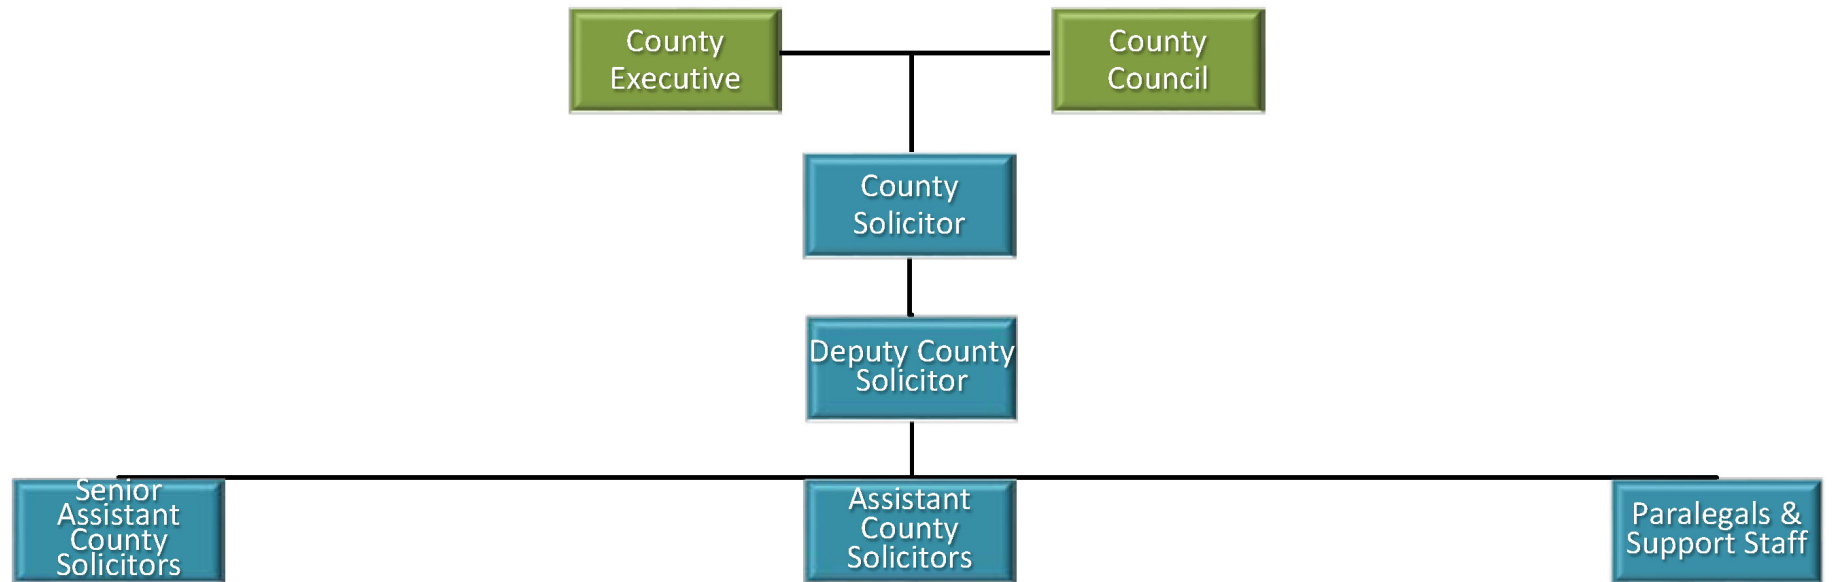 County
Executive
County
Council
County
Solicitor
Deputy County
Solicitor
Senior
Assistant
County
Solicitors
Assistant
County
Solicitors
Paralegals &
Support Staff